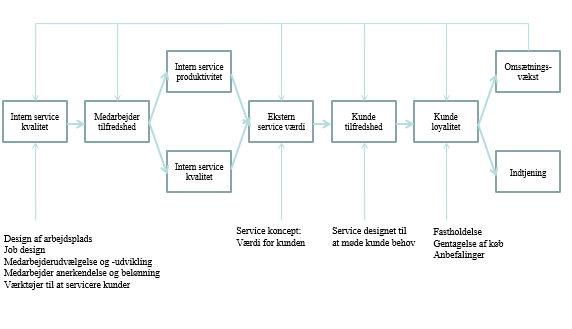 Intern service
kvalitet
Medarbejder
tilfredshed
Intern service
produktivitet
Intern service
kvalitet
Ekstern
service værdi
Kunde
tilfredshed
Kunde
loyalitet
Omsætnings-
vækst
Indtjening
Design af arbejdsplads
Job design
Medarbejderudvælgelse og -udvikling
Medarbejder anerkendelse og belønning
Værktøjer til at servicere kunder
Service koncept:
Værdi for kunden
Service designet til
at møde kunde behov
Fastholdelse
Gentagelse af køb
Anbefalinger